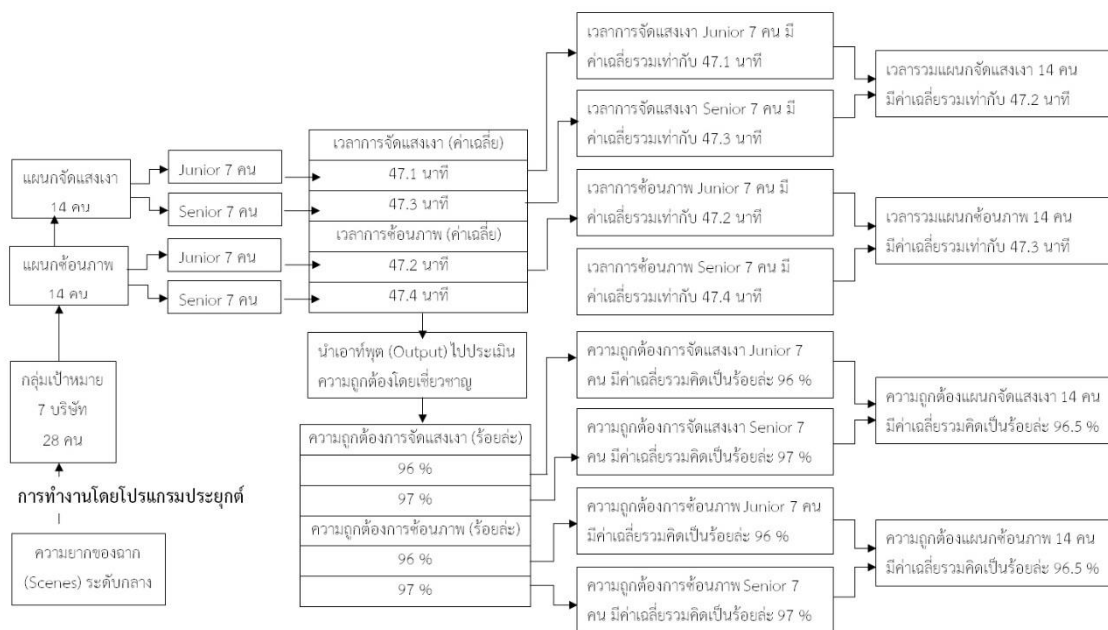 แผนกจัดแสงเงา
14 คน
แผนกซ้อนภาพ
14 คน
กลุ่มเป้าหมาย
7 บริษัท
28 คน
การทำงานโดยโปรแกรมประยุกต์
ความยากของฉาก
(Scenes) ระดับกลาง
Junior 7 คน
Senior 7 คน
Junior 7 คน
Senior 7 คน
เวลาการจัดแสงเงา (ค่าเฉลี่ย)
47.1 นาที
47.3 นาที
เวลาการซ้อนภาพ (ค่าเฉลี่ย)
47.2 นาที
47.4 นาที
นำเอาท์พุต (Output) ไปประเมิน
ความถูกต้องโดยเชี่ยวชาญ
ความถูกต้องการจัดแสงเงา (ร้อยล่ะ)
96 %
97 %
ความถูกต้องการซ้อนภาพ (ร้อยล่ะ)
96 %
97 %
เวลาการจัดแสงเงา Junior 7 คน มี
ค่าเฉลี่ยรวมเท่ากับ 47.1 นาที
เวลาการจัดแสงเงา Senior 7 คน มี
ค่าเฉลี่ยรวมเท่ากับ 47.3 นาที
เวลาการซ้อนภาพ Junior 7 คน มี
ค่าเฉลี่ยรวมเท่ากับ 47.2 นาที
เวลาการซ้อนภาพ Senior 7 คน มี
ค่าเฉลี่ยรวมเท่ากับ 47.4 นาที
ความถูกต้องการจัดแสงเงา Junior 7
คน มีค่าเฉลี่ยรวมคิดเป็นร้อยล่ะ 96 %
ความถูกต้องการจัดแสงเงา Senior 7
คน มีค่าเฉลี่ยรวมคิดเป็นร้อยล่ะ 97 %
ความถูกต้องการซ้อนภาพ Junior 7 คน
มีค่าเฉลี่ยรวมคิดเป็นร้อยล่ะ 96 %
ความถูกต้องการซ้อนภาพ Senior 7
คน มีค่าเฉลี่ยรวมคิดเป็นร้อยล่ะ 97 %
เวลารวมแผนกจัดแสงเงา 14 คน
มีค่าเฉลี่ยรวมเท่ากับ 47.2 นาที
เวลารวมแผนกซ้อนภาพ 14 คน
มีค่าเฉลี่ยรวมเท่ากับ 47.3 นาที
ความถูกต้องแผนกจัดแสงเงา 14 คน
มีค่าเฉลี่ยรวมคิดเป็นร้อยล่ะ 96.5 %
ความถูกต้องแผนกซ้อนภาพ 14 คน
มีค่าเฉลี่ยรวมคิดเป็นร้อยล่ะ 96.5 %